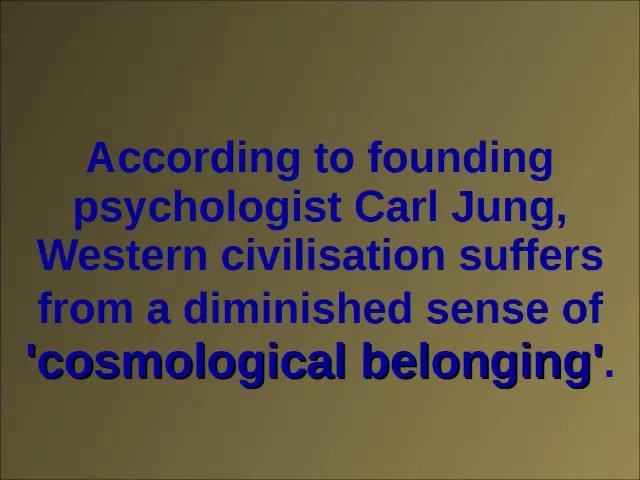 According to founding
psychologist Carl Jung,
Western civilisation suffers
from a diminished sense of
'cosmological belonging'.